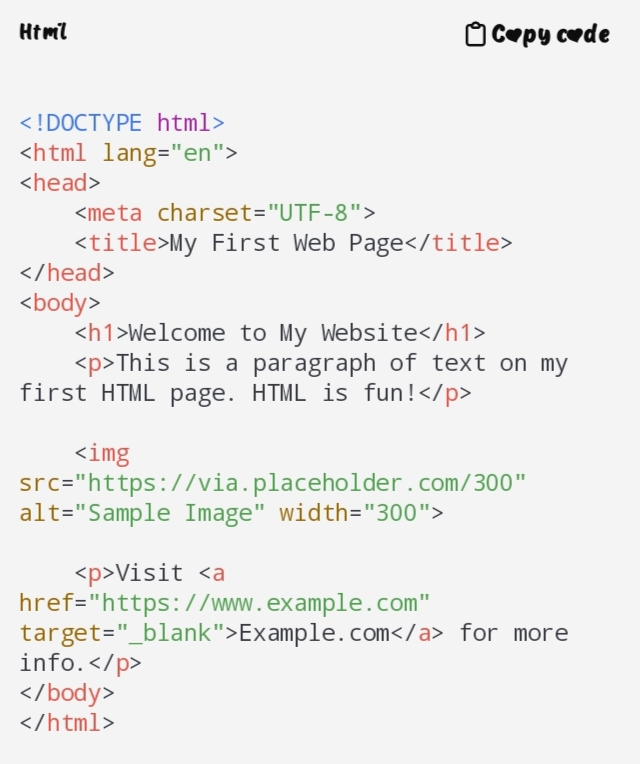 Html
Copy code
<!DOCTYPE html>
<html lang="en">
<head>
    <meta charset="UTF-8">
    <title>My First Web Page</title>
</head>
<body>
    <h1>Welcome to My Website</h1>
    <p>This is a paragraph of text on my
first HTML page. HTML is fun!</p>

    <img
src="https://via.placeholder.com/300"
alt="Sample Image" width="300">

    <p>Visit <a
href="https://www.example.com"
target="_blank">Example.com</a> for more
info.</p>
</body>
</html>